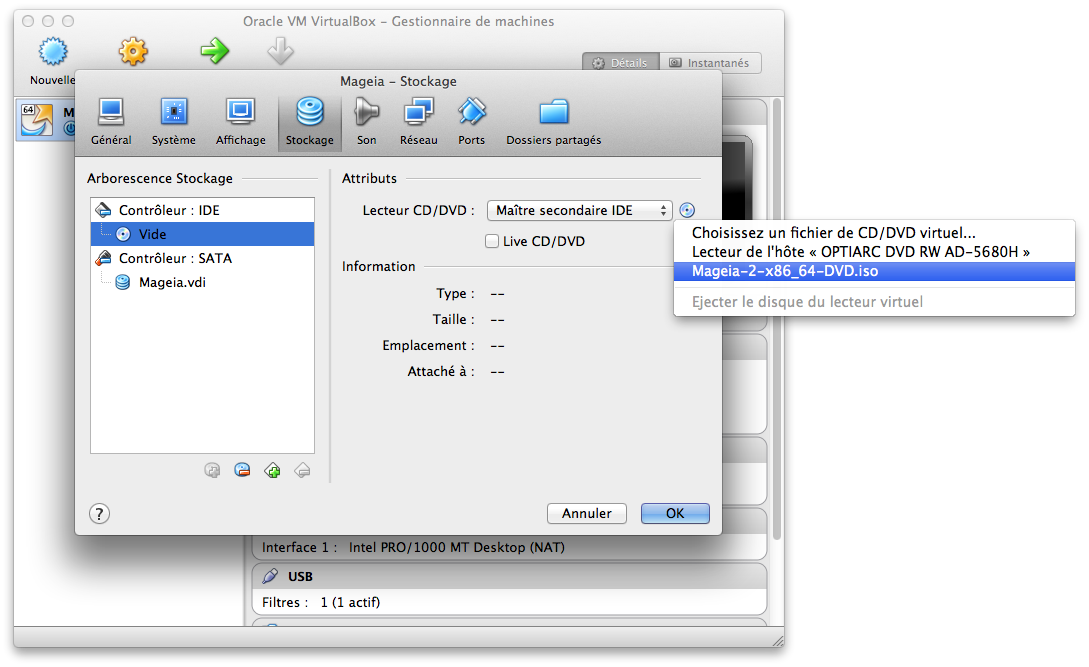 Oracle VM VirtualBox – Gestionnaire de machines
Nouvelle
Détails
Instantanés
Mageia – Stockage
64
M
Général
Système
Affichage
Stockage
Son
Réseau
Ports
Dossiers partagés
Arborescence Stockage
Contrôleur : IDE
Vide
Contrôleur : SATA
Mageia.vdi
Attributs
Lecteur CD/DVD :
Maître secondaire IDE
Live CD/DVD
Choisissez un fichier de CD/DVD virtuel...
Lecteur de l'hôte « OPTIARC DVD RW AD-5680H »
Mageia-2-x86_64-DVD.iso
Ejecter le disque du lecteur virtuel
Information
Type : --
Taille : --
Emplacement : --
Attaché à : --
?
Annuler
OK
Interface 1 : Intel PRO/1000 MT Desktop (NAT)
USB
Filtres : 1 (1 actif)